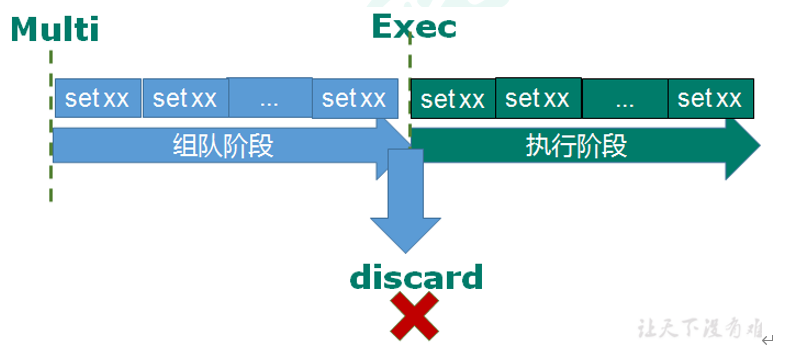 Multi
Exec
set xx set xx ... set xx set xx set xx ... set xx
组队阶段 执行阶段
discard
让天下没有难